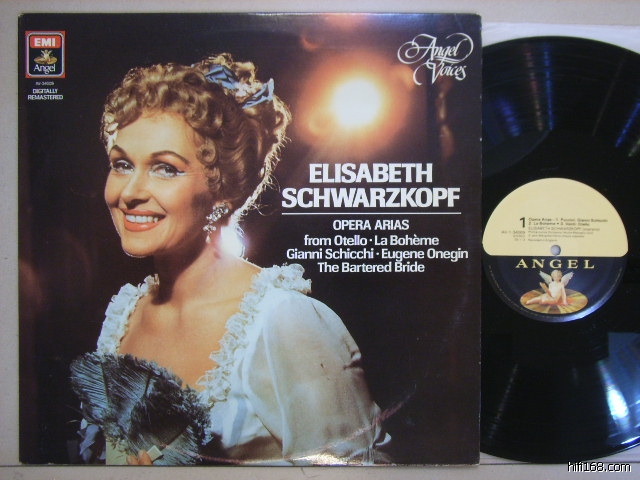 EMI
Angel
DIGITALLY
REMASTERED
Angel
Voices
ELISABETH
SCHWARZKOPF
OPERA ARIAS
from Otello · La Bohème
Gianni Schicchi · Eugene Onegin
The Bartered Bride
1
ANGEL
hifi168.com